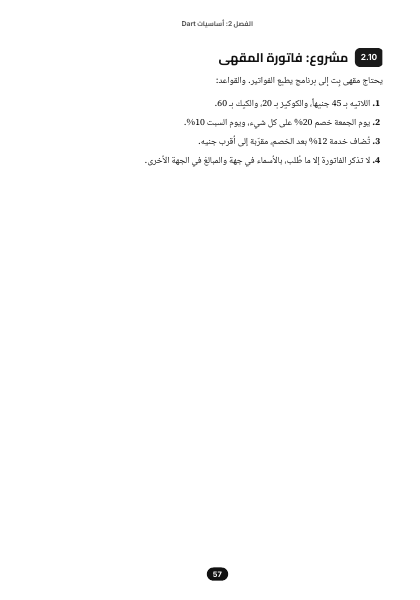 الفصل 2: أساسيات Dart
2.10 مشروع: فاتورة المقهى
يحتاج مقهى بِت إلى برنامج يطبع الفواتير. والقواعد:
1. اللاتيه بـ 45 جنيهاً، والكوكيز بـ 20، والكيك بـ 60.
2. يوم الجمعة خصم 20% على كل شيء، ويوم السبت 10%.
3. تُضاف خدمة 12% بعد الخصم، مقرّبة إلى أقرب جنيه.
4. لا تذكر الفاتورة إلا ما طُلب، بالأسماء في جهة والمبالغ في الجهة الأخرى.
57